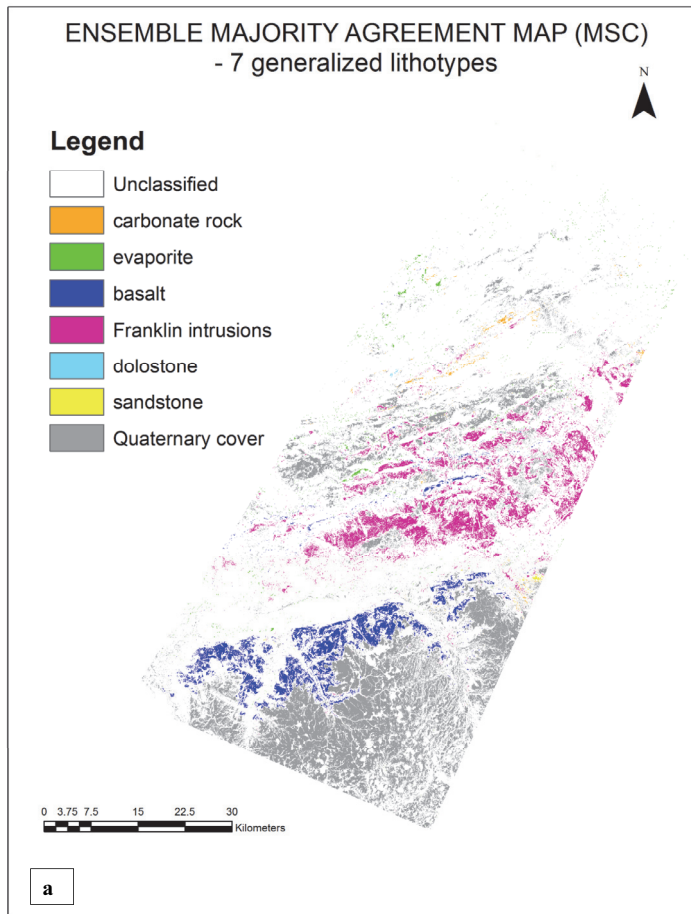 ENSEMBLE MAJORITY AGREEMENT MAP (MSC)
- 7 generalized lithotypes
N
Legend
Unclassified
carbonate rock
evaporite
basalt
Franklin intrusions
dolostone
sandstone
Quaternary cover
0 3.75 7.5 15 22.5 30
Kilometers
a